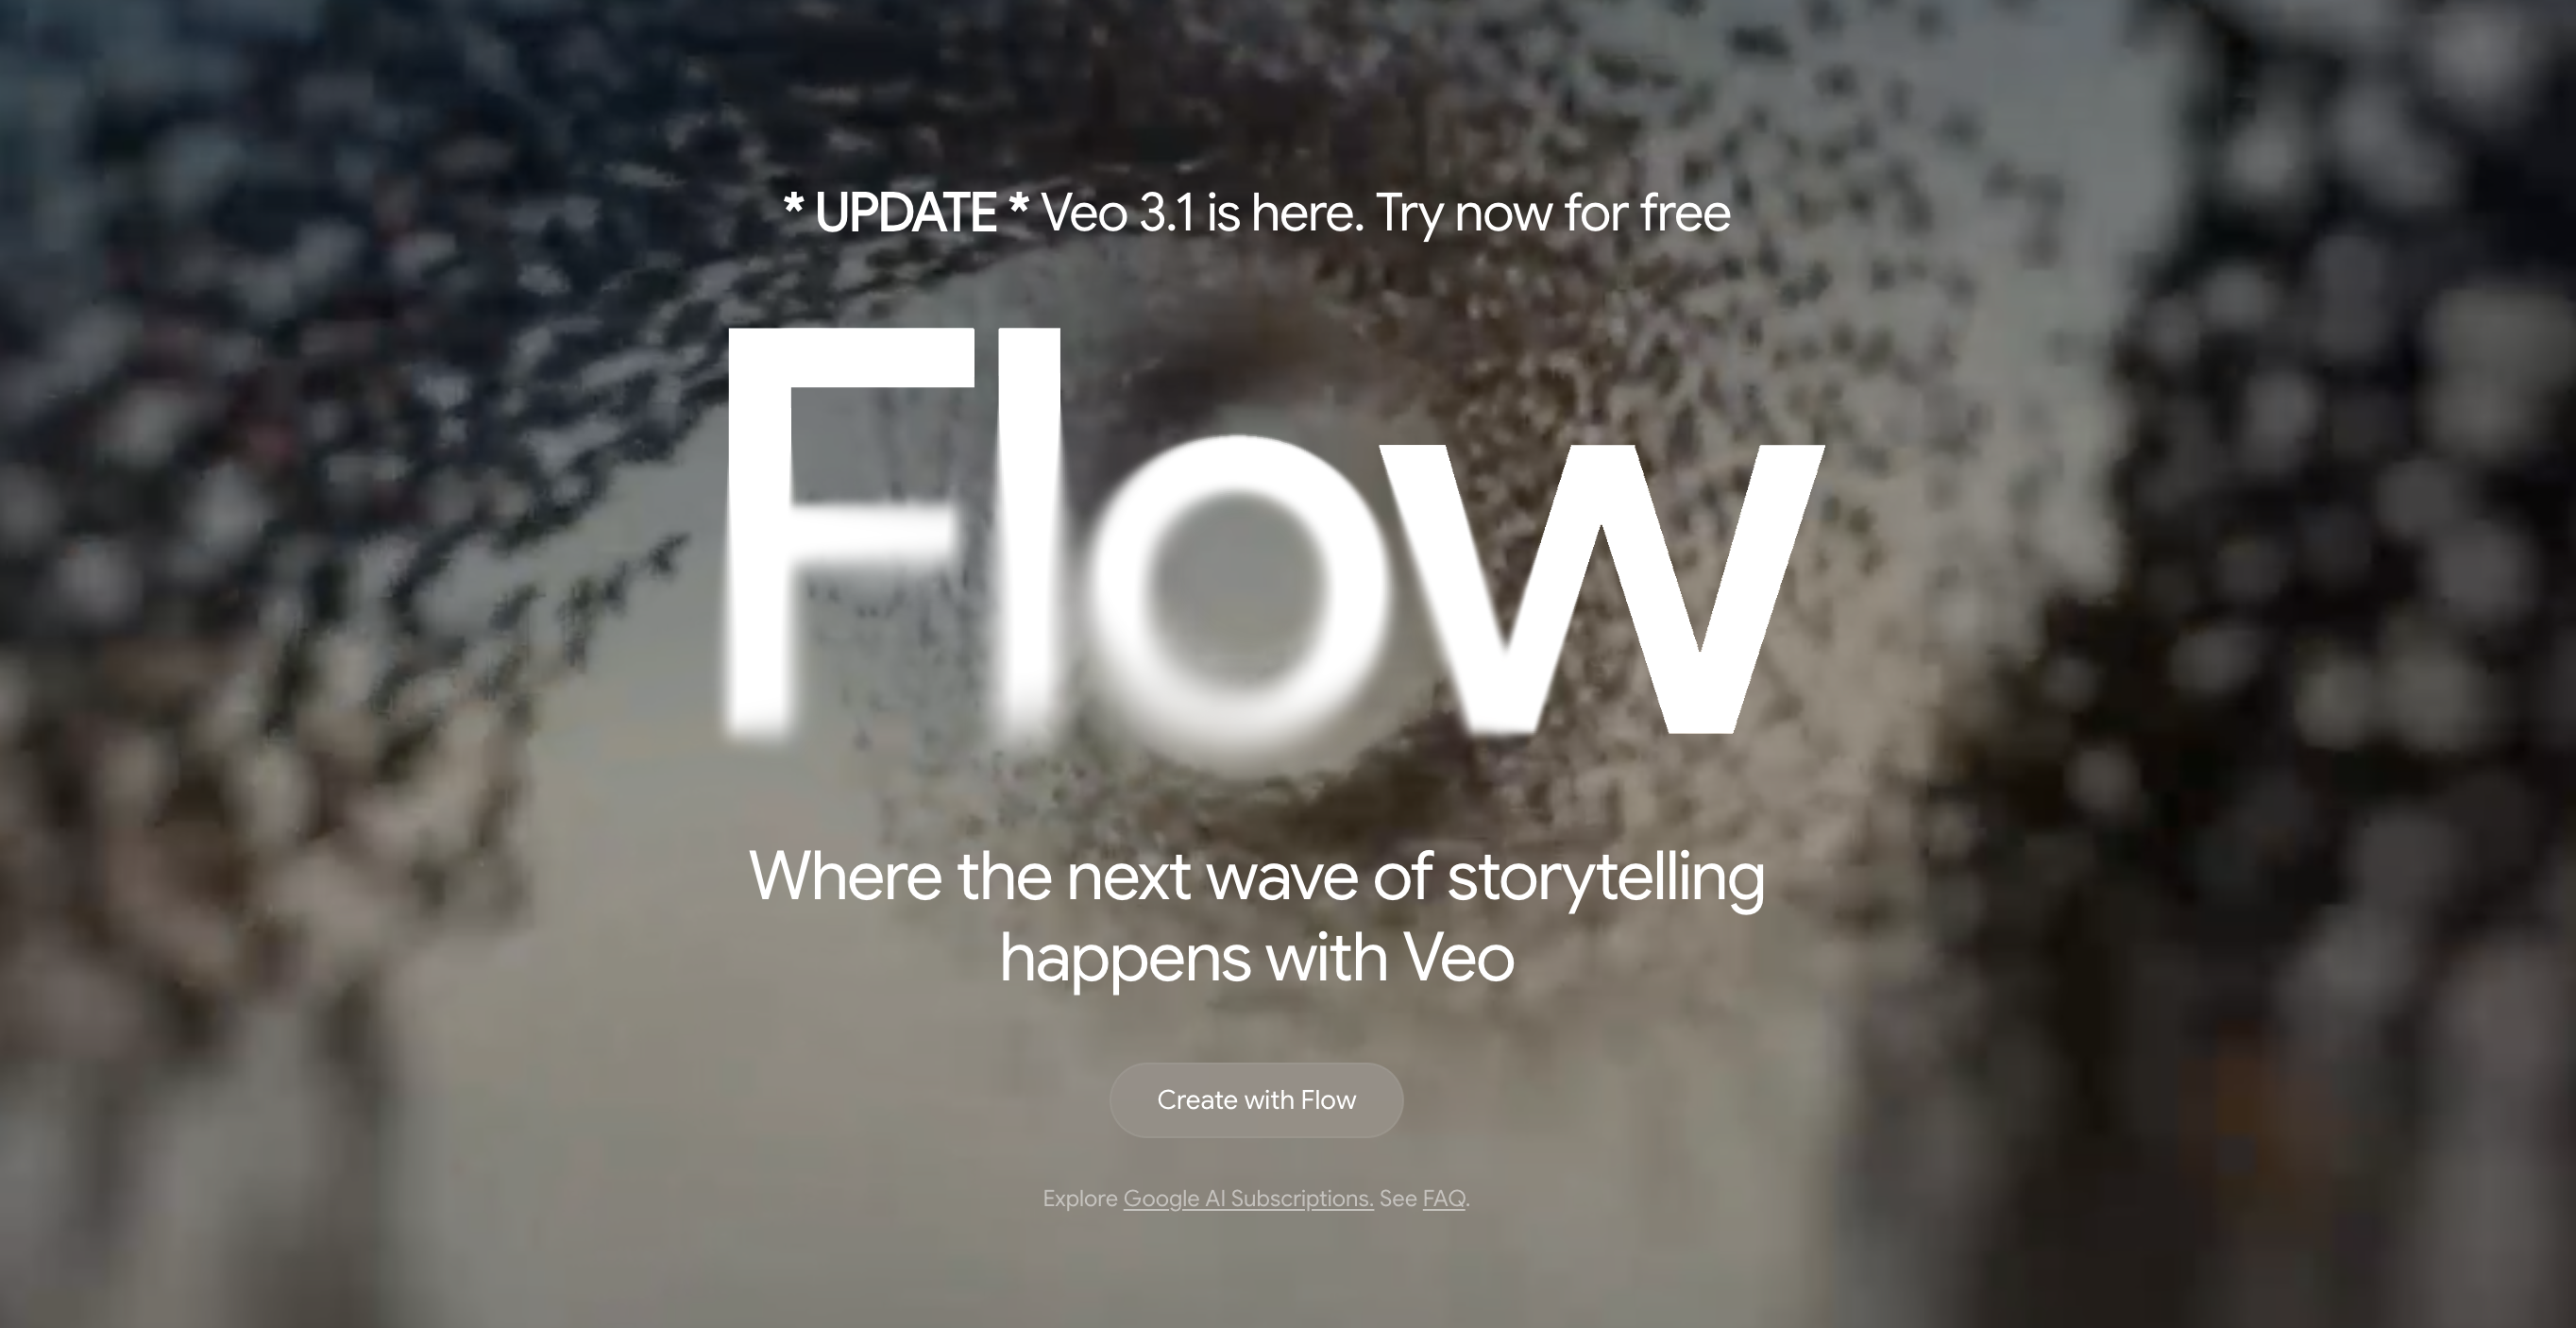 * UPDATE * Veo 3.1 is here. Try now for free
Flow
Where the next wave of storytelling
happens with Veo
Create with Flow
Explore Google AI Subscriptions. See FAQ.